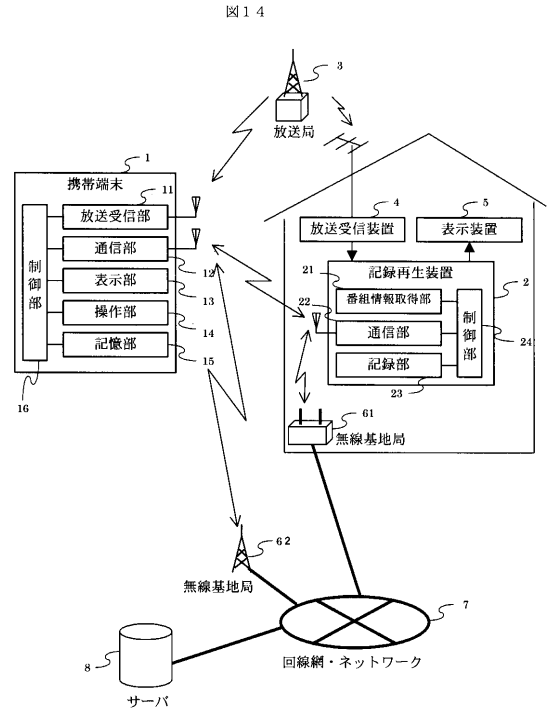 図14
3
放送局
1
携帯端末
11
放送受信部
通信部
12
表示部
13
操作部
14
記憶部
15
制御部
16
4
放送受信装置
5
表示装置
記録再生装置
2
21
番組情報取得部
22
通信部
記録部
23
制御部
24
61
無線基地局
62
無線基地局
7
回線網・ネットワーク
8
サーバ